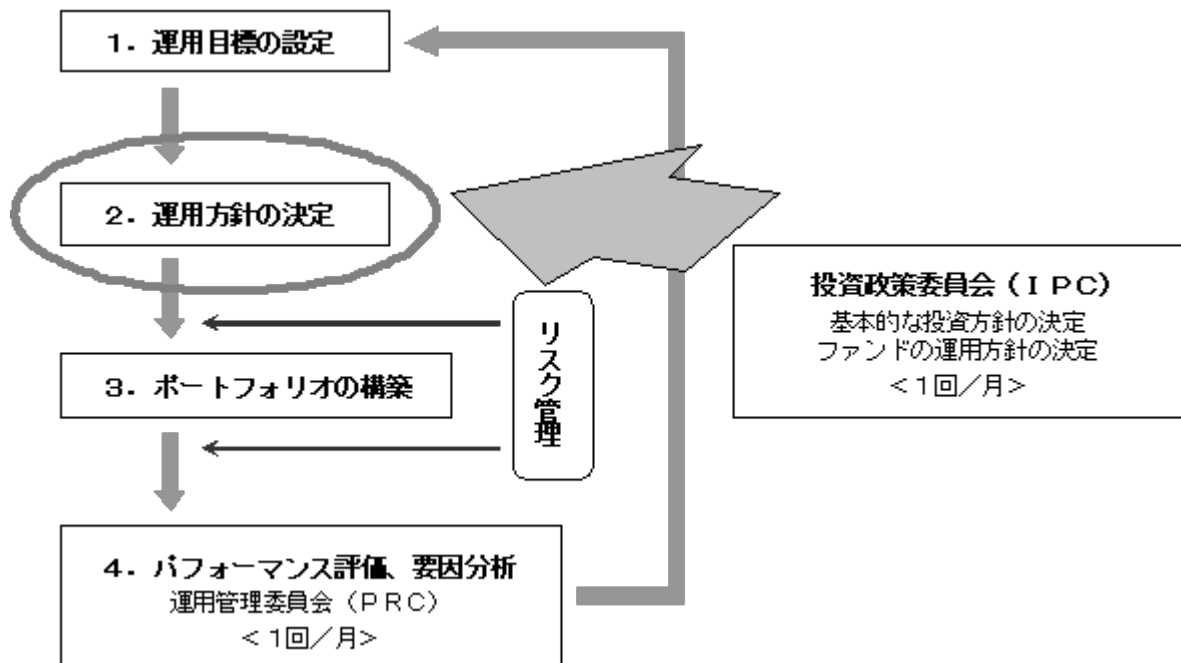 １．運用目標の設定
２．運用方針の決定
３．ポートフォリオの構築
４．パフォーマンス評価、要因分析
運用管理委員会（ＰＲＣ）
＜１回／月＞
リスク管理
投資政策委員会（ＩＰＣ）
基本的な投資方針の決定
ファンドの運用方針の決定
＜１回／月＞